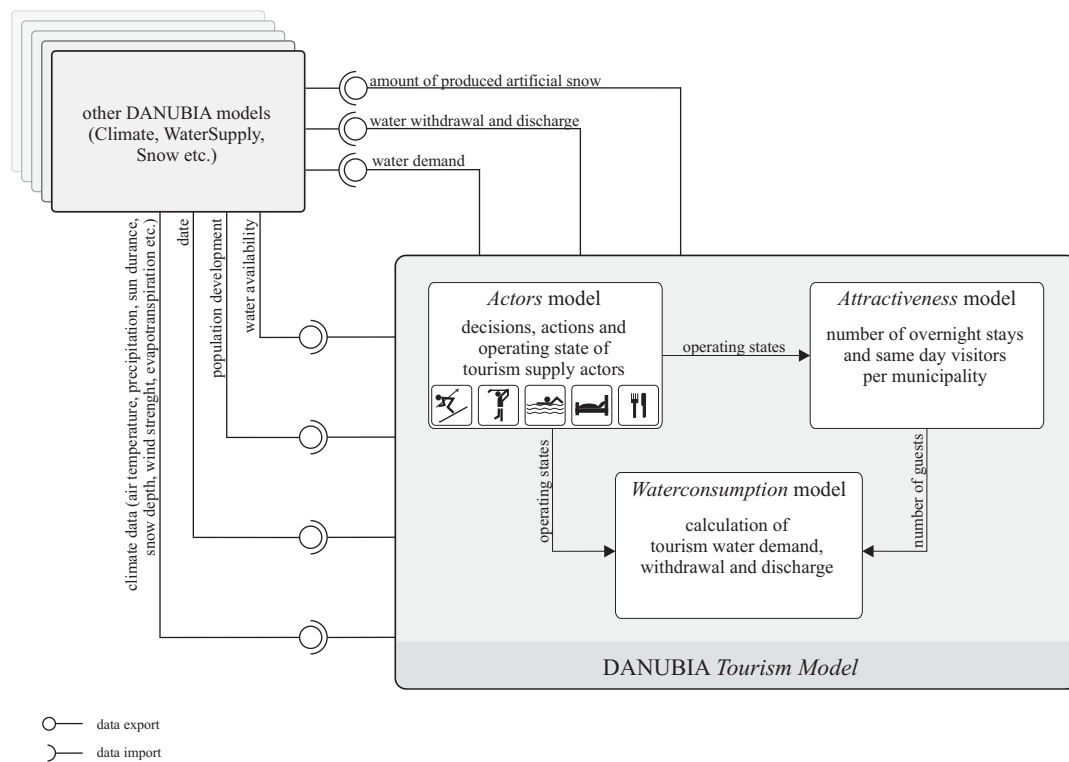 other DANUBIA models
(Climate, WaterSupply,
Snow etc.)
amount of produced artificial snow
water withdrawal and discharge
water demand
climate data (air temperature, precipitation, sun durance,
snow depth, wind strenght, evapotranspiration etc.)
date
population development
water availability
Actors model
decisions, actions and
operating state of
tourism supply actors
operating states
Attractiveness model
number of overnight stays
and same day visitors
per municipality
operating states
number of guests
Waterconsumption model
calculation of
tourism water demand,
withdrawal and discharge
DANUBIA Tourism Model
data export
data import